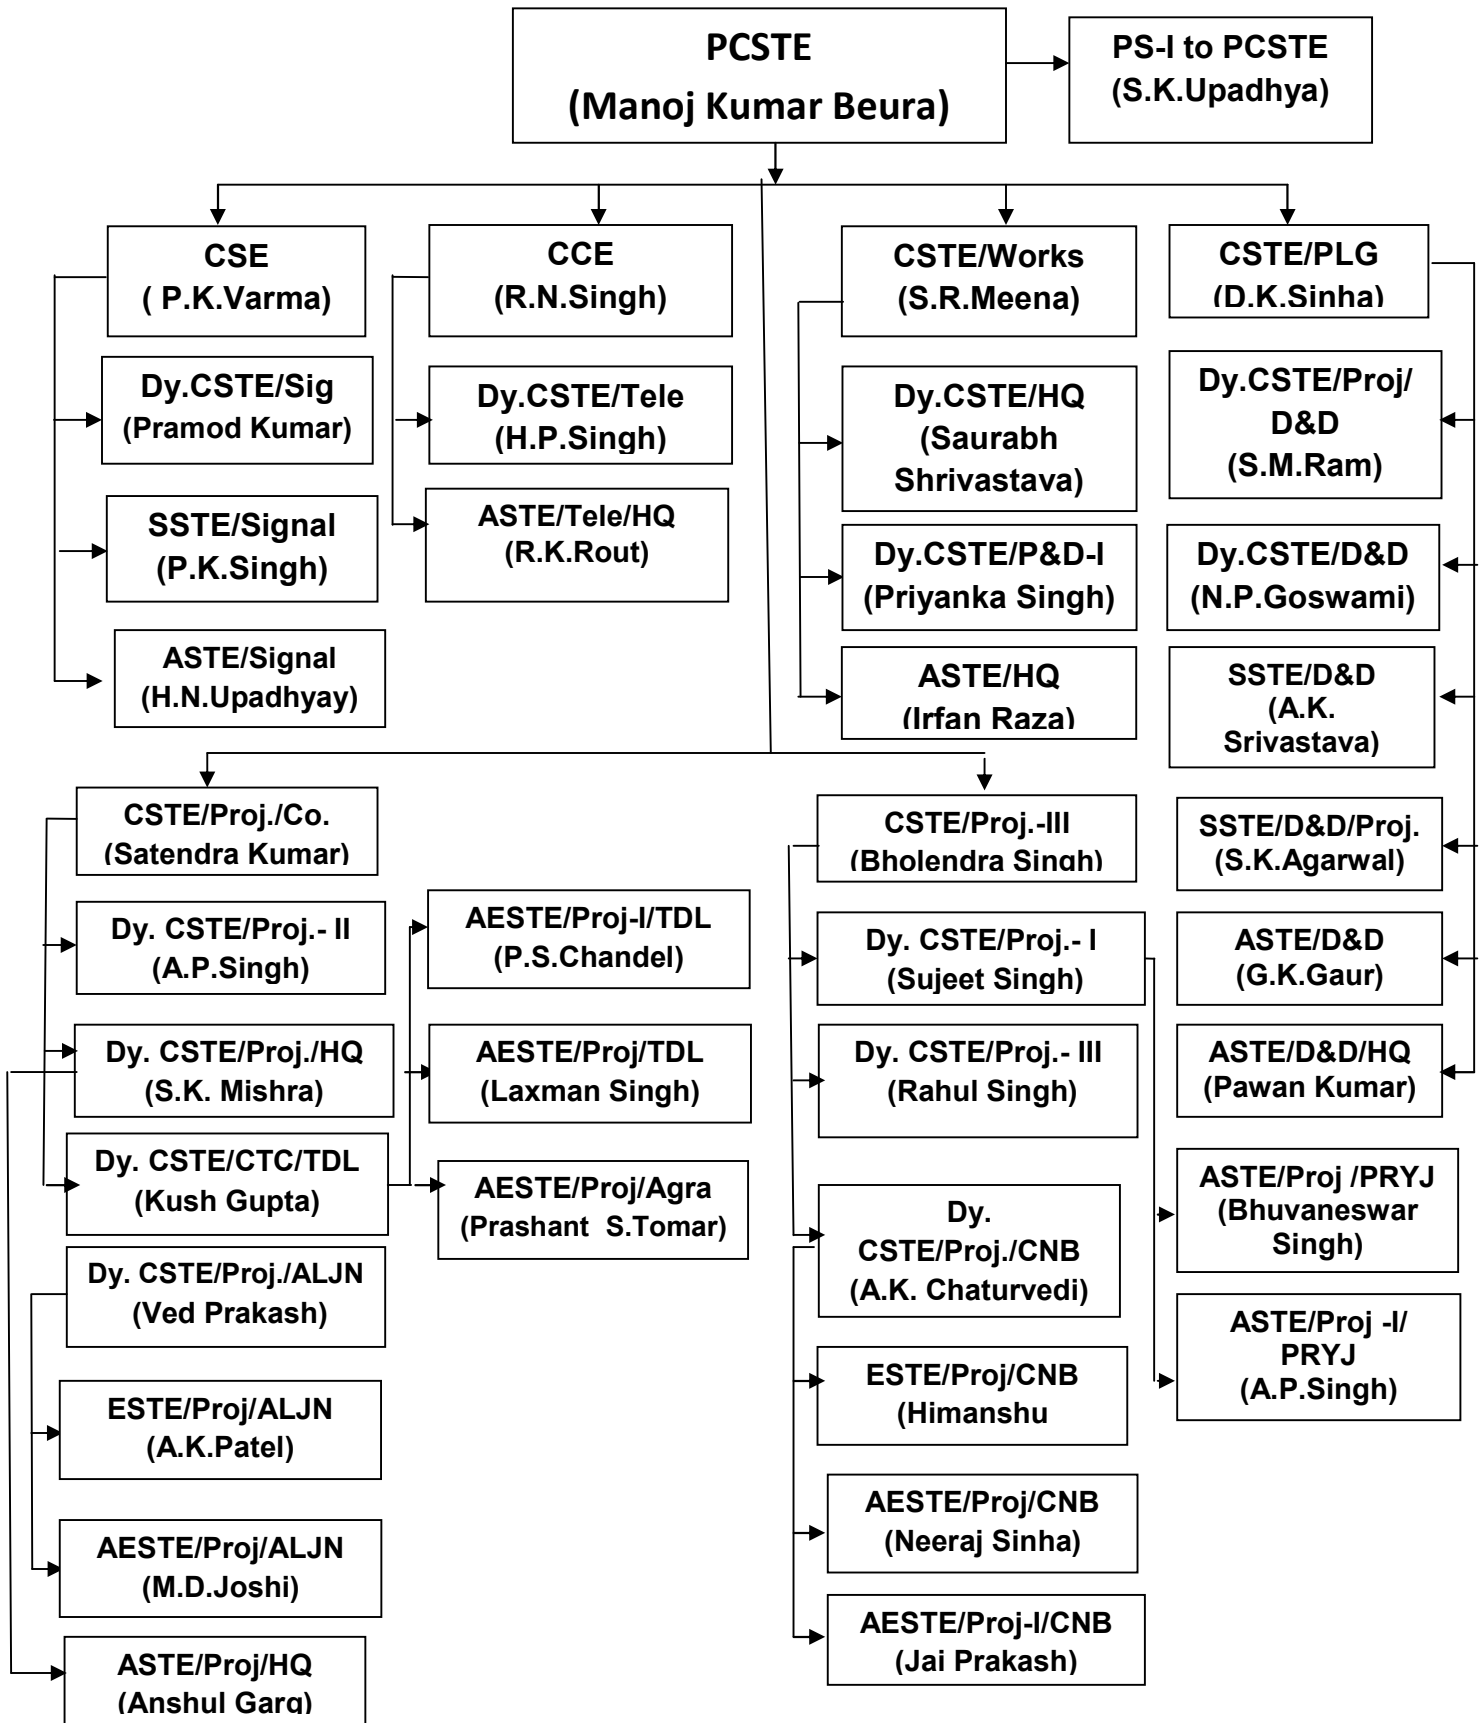 PCSTE
(Manoj Kumar Beura)
PS-I to PCSTE
(S.K.Upadhya)
CSE
( P.K.Varma)
CCE
(R.N.Singh)
CSTE/Works
(S.R.Meena)
CSTE/PLG
(D.K.Sinha)
Dy.CSTE/Sig
(Pramod Kumar)
Dy.CSTE/Tele
(H.P.Singh)
Dy.CSTE/HQ
(Saurabh
Shrivastava)
Dy.CSTE/Proj/
D&D
(S.M.Ram)
SSTE/Signal
(P.K.Singh)
ASTE/Tele/HQ
(R.K.Rout)
Dy.CSTE/P&D-I
(Priyanka Singh)
Dy.CSTE/D&D
(N.P.Goswami)
ASTE/Signal
(H.N.Upadhyay)
ASTE/HQ
(Irfan Raza)
SSTE/D&D
(A.K.
Srivastava)
CSTE/Proj./Co.
(Satendra Kumar)
CSTE/Proj.-III
(Bholendra Singh)
SSTE/D&D/Proj.
(S.K.Agarwal)
Dy. CSTE/Proj.- II
(A.P.Singh)
AESTE/Proj-I/TDL
(P.S.Chandel)
Dy. CSTE/Proj.- I
(Sujeet Singh)
ASTE/D&D
(G.K.Gaur)
Dy. CSTE/Proj./HQ
(S.K. Mishra)
AESTE/Proj/TDL
(Laxman Singh)
Dy. CSTE/Proj.- III
(Rahul Singh)
ASTE/D&D/HQ
(Pawan Kumar)
Dy. CSTE/CTC/TDL
(Kush Gupta)
AESTE/Proj/Agra
(Prashant  S.Tomar)
Dy.
CSTE/Proj./CNB
(A.K. Chaturvedi)
ASTE/Proj /PRYJ
(Bhuvaneswar
Singh)
Dy. CSTE/Proj./ALJN
(Ved Prakash)
ESTE/Proj/CNB
(Himanshu
ASTE/Proj -I/
PRYJ
(A.P.Singh)
ESTE/Proj/ALJN
(A.K.Patel)
AESTE/Proj/CNB
(Neeraj Sinha)
AESTE/Proj/ALJN
(M.D.Joshi)
AESTE/Proj-I/CNB
(Jai Prakash)
ASTE/Proj/HQ
(Anshul Garg)